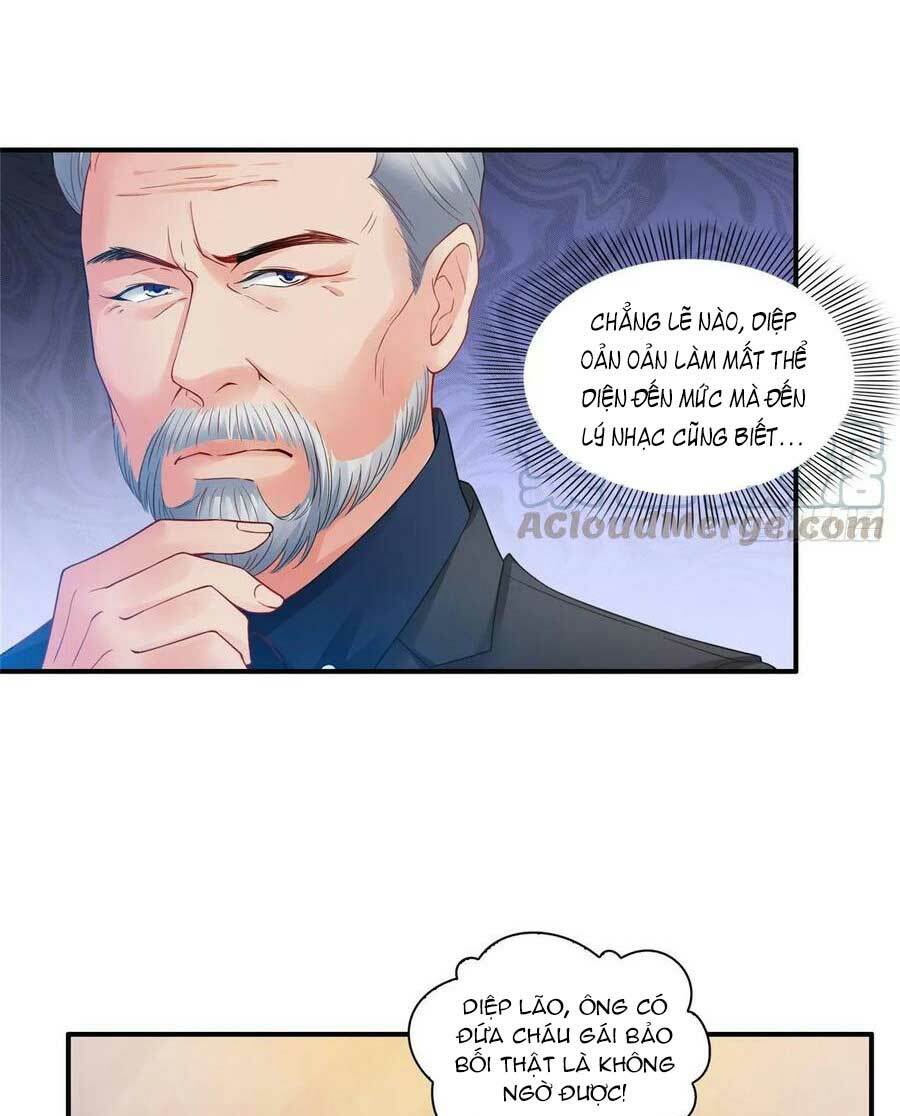 CHẲNG LẼ NÀO, DIỆP
OẢN OẢN LÀM MẤT THỂ
DIỆN ĐẾN MỨC MÀ ĐẾN
LÝ NHẠC CŨNG BIẾT...
AcloudMerge.com
DIỆP LÃO, ÔNG CÓ
ĐỨA CHÁU GÁI BẢO
BỐI THẬT LÀ KHÔNG
NGỜ ĐƯỢC!